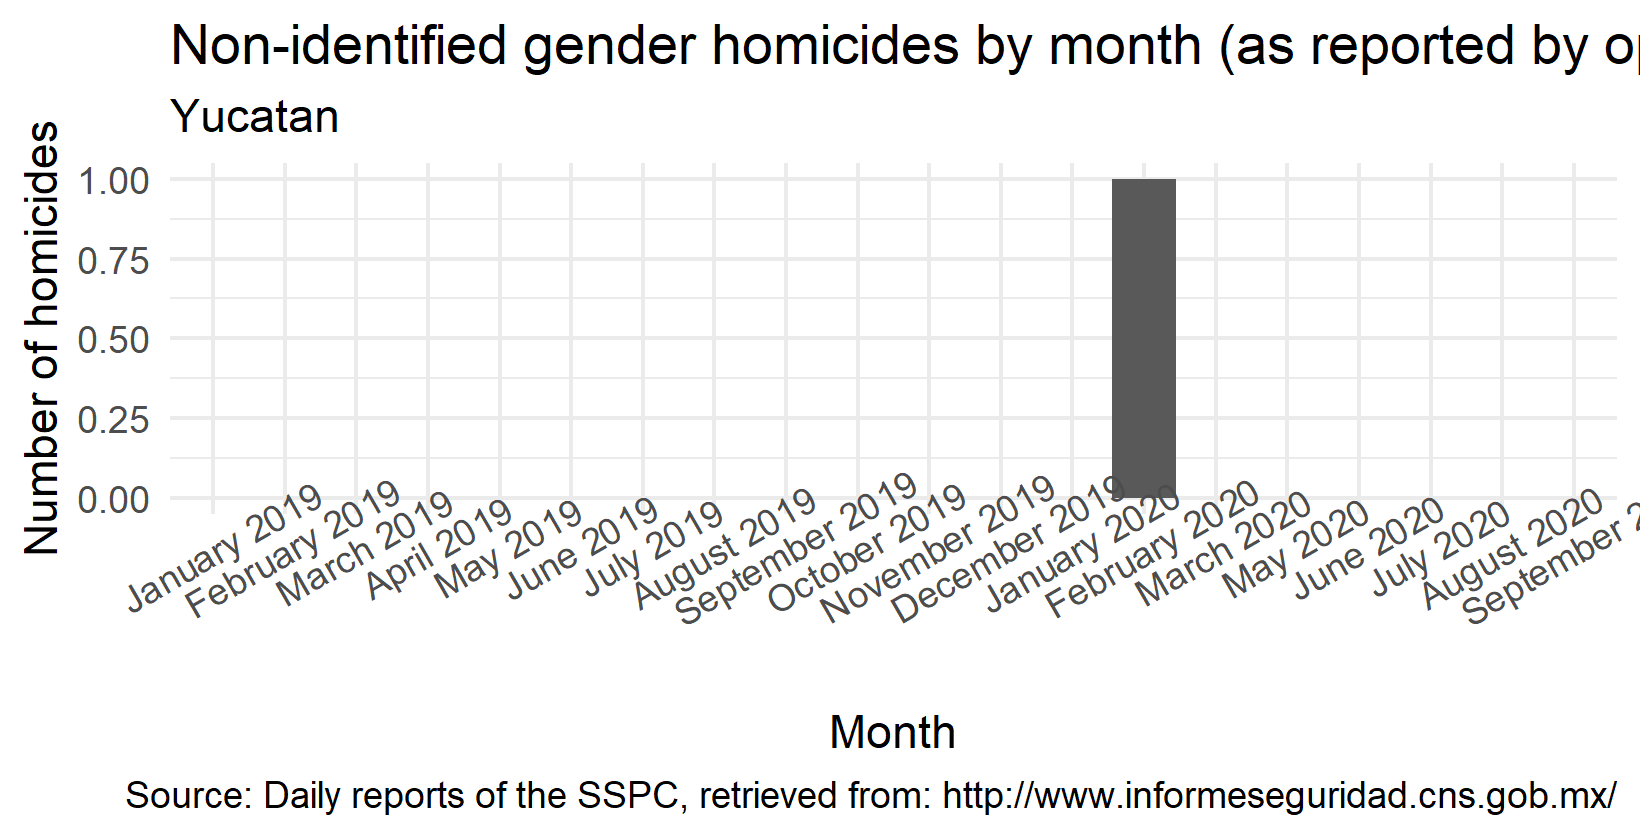 Non-identified gender homicides by month (as reported by
Yucatan
Number of homicides
1.00
0.75
0.50
0.25
0.00
January 2019
February 2019
March 2019
April 2019
May 2019
June 2019
July 2019
August 2019
September 2019
October 2019
November 2019
December 2019
January 2020
February 2020
March 2020
May 2020
June 2020
July 2020
August 2020
September
Month
Source: Daily reports of the SSPC, retrieved from: http://www.informeseguridad.cns.gob.mx/